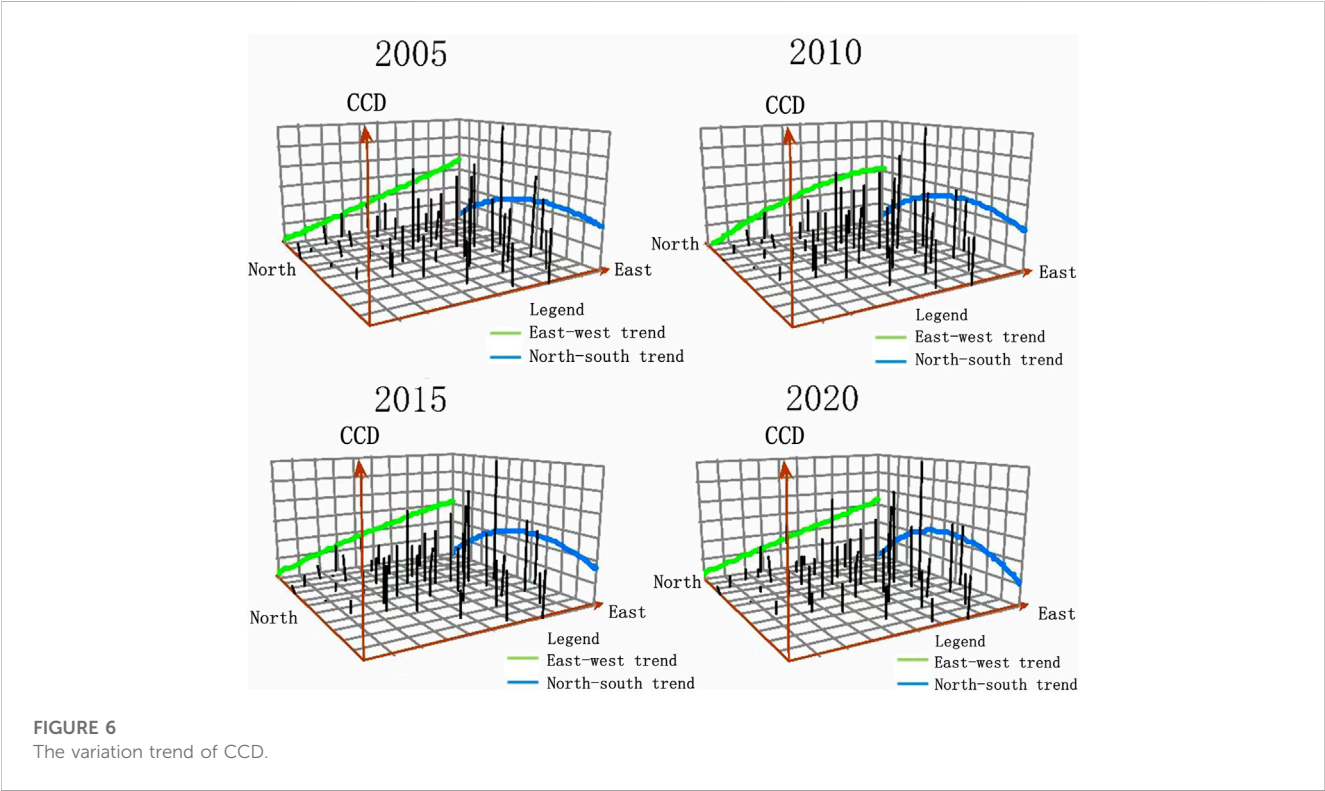 2005
CCD
North
East
Legend
East-west trend
North-south trend
2010
CCD
North
East
Legend
East-west trend
North-south trend
2015
CCD
North
East
Legend
East-west trend
North-south trend
2020
CCD
North
East
Legend
East-west trend
North-south trend
FIGURE 6
The variation trend of CCD.